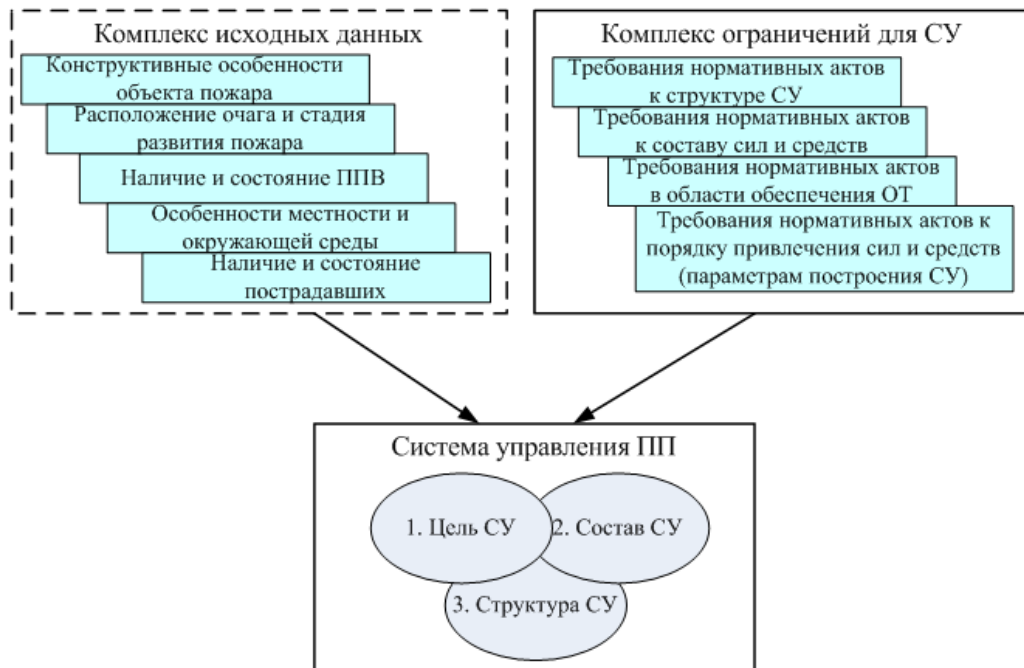 Комплекс исходных данных
Конструктивные особенности
объекта пожара
Расположение очага и стадия
развития пожара
Наличие и состояние ППВ
Особенности местности и
окружающей среды
Наличие и состояние
пострадавших
Комплекс ограничений для СУ
Требования нормативных актов
к структуре СУ
Требования нормативных актов
к составу сил и средств
Требования нормативных актов
в области обеспечения ОТ
Требования нормативных актов к
порядку привлечения сил и средств
(параметрам построения СУ)
Система управления ПП
1. Цель СУ
2. Состав СУ
3. Структура СУ